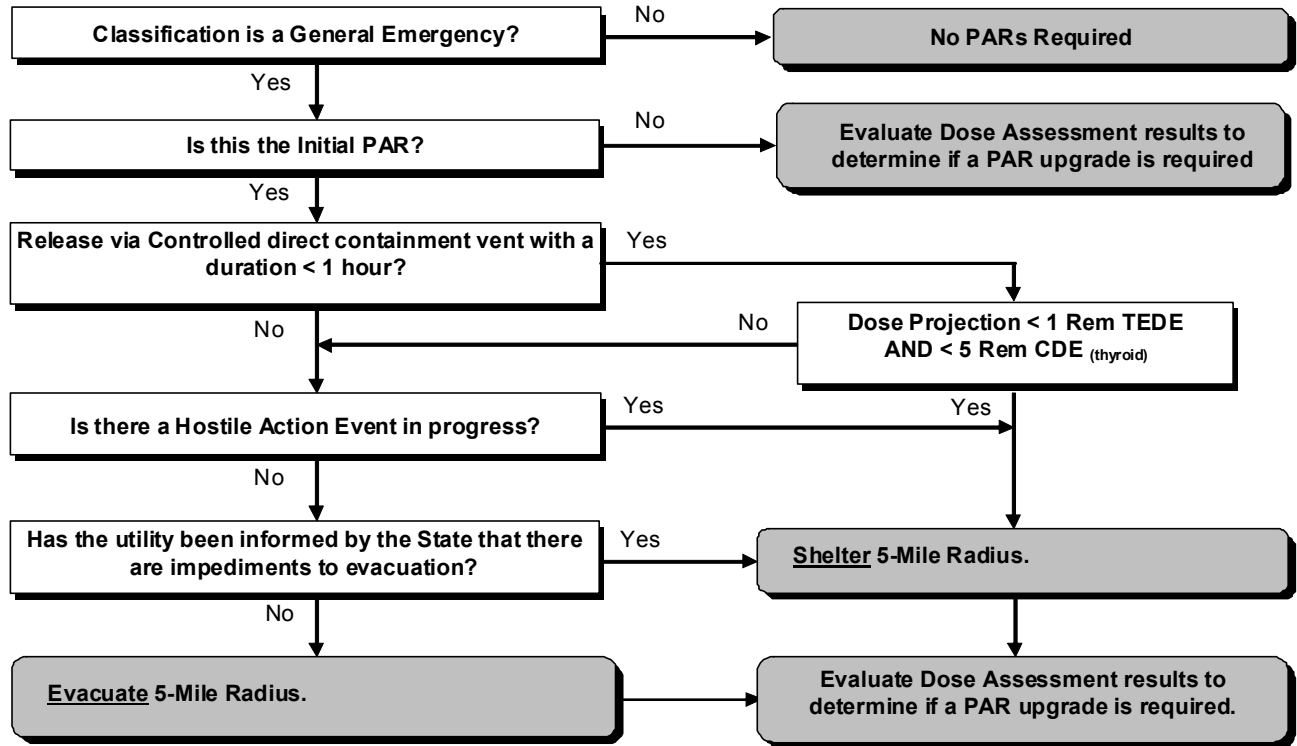 Classification is a General Emergency?
No
No PARs Required
Yes
Is this the Initial PAR?
No
Evaluate Dose Assessment results to
determine if a PAR upgrade is required
Yes
Release via Controlled direct containment vent with a
duration < 1 hour?
Yes
No
Dose Projection < 1 Rem TEDE
AND < 5 Rem CDE (thyroid)
No
Yes
Is there a Hostile Action Event in progress?
Yes
No
Has the utility been informed by the State that there
are impediments to evacuation?
Yes
Shelter 5-Mile Radius.
No
Evacuate 5-Mile Radius.
Evaluate Dose Assessment results to
determine if a PAR upgrade is required.